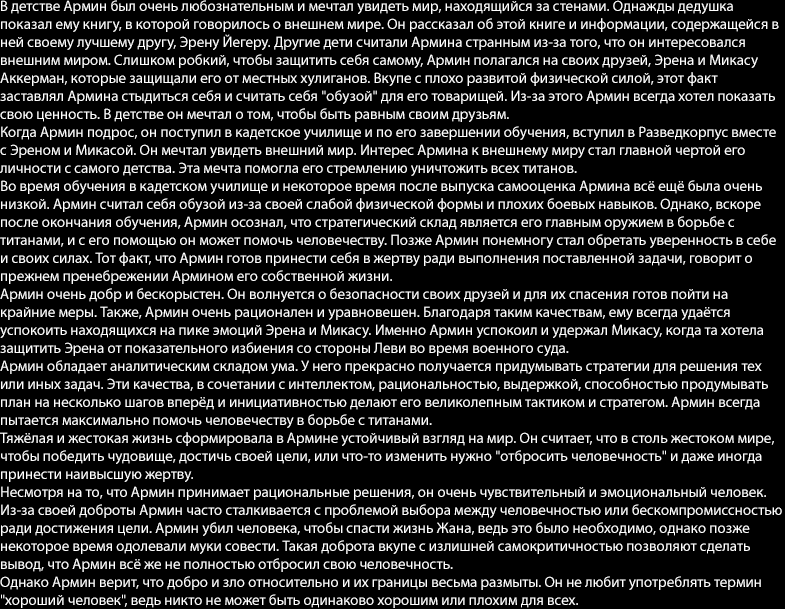 В детстве Армин был очень любознательным и мечтал увидеть мир, находящийся за стенами. Однажды дедушка
показал ему книгу, в которой говорилось о внешнем мире. Он рассказал об этой книге и информации, содержащейся в
ней своему лучшему другу, Эрену Йегеру. Другие дети считали Армина странным из-за того, что он интересовался
внешним миром. Слишком робкий, чтобы защитить себя самому, Армин полагался на своих друзей, Эрена и Микасу
Аккерман, которые защищали его от местных хулиганов. Вкупе с плохо развитой физической силой, этот факт
заставлял Армина стыдиться себя и считать себя "обузой" для его товарищей. Из-за этого Армин всегда хотел показать
свою ценность. В детстве он мечтал о том, чтобы быть равным своим друзьям.
Когда Армин подрос, он поступил в кадетское училище и по его завершении обучения, вступил в Разведкорпус вместе
с Эреном и Микасой. Он мечтал увидеть внешний мир. Интерес Армина к внешнему миру стал главной чертой его
личности с самого детства. Эта мечта помогла его стремлению уничтожить всех титанов.
Во время обучения в кадетском училище и некоторое время после выпуска самооценка Армина всё ещё была очень
низкой. Армин считал себя обузой из-за своей слабой физической формы и плохих боевых навыков. Однако, вскоре
после окончания обучения, Армин осознал, что стратегический склад является его главным оружием в борьбе с
титанами, и с его помощью он может помочь человечеству. Позже Армин понемногу стал обретать уверенность в себе
и своих силах. Тот факт, что Армин готов принести себя в жертву ради выполнения поставленной задачи, говорит о
прежнем пренебрежении Армином его собственной жизни.
Армин очень добр и бескорыстен. Он волнуется о безопасности своих друзей и для их спасения готов пойти на
крайние меры. Также, Армин очень рационален и уравновешен. Благодаря таким качествам, ему всегда удаётся
успокоить находящихся на пике эмоций Эрена и Микасу. Именно Армин успокоил и удержал Микасу, когда та хотела
защитить Эрена от показательного избиения со стороны Леви во время военного суда.
Армин обладает аналитическим складом ума. У него прекрасно получается придумывать стратегии для решения тех
или иных задач. Эти качества, в сочетании с интеллектом, рациональностью, выдержкой, способностью продумывать
план на несколько шагов вперёд и инициативностью делают его великолепным тактиком и стратегом. Армин всегда
пытается максимально помочь человечеству в борьбе с титанами.
Тяжёлая и жестокая жизнь сформировала в Армине устойчивый взгляд на мир. Он считает, что в столь жестоком мире,
чтобы победить чудовище, достичь своей цели, или что-то изменить нужно "отбросить человечность" и даже иногда
принести наивысшую жертву.
Несмотря на то, что Армин принимает рациональные решения, он очень чувствительный и эмоциональный человек.
Из-за своей доброты Армин часто сталкивается с проблемой выбора между человечностью или бескомпромиссностью
ради достижения цели. Армин убил человека, чтобы спасти жизнь Жана, ведь это было необходимо, однако позже
некоторое время одолевали муки совести. Такая доброта вкупе с излишней самокритичностью позволяют сделать
вывод, что Армин всё же не полностью отбросил свою человечность.
Однако Армин верит, что добро и зло относительно и их границы весьма размыты. Он не любит употреблять термин
"хороший человек", ведь никто не может быть одинаково хорошим или плохим для всех.